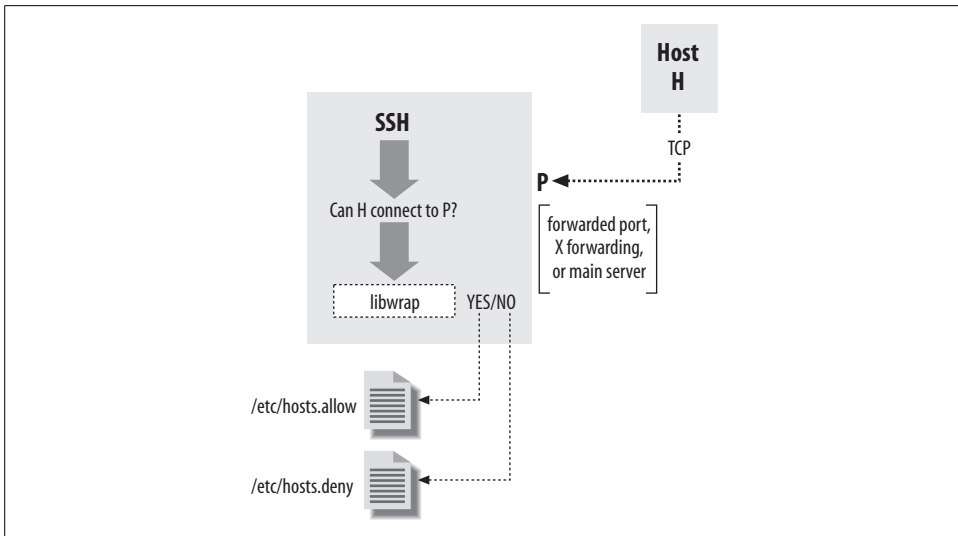 Host
H
SSH
TCP
P
Can H connect to P?
forwarded port,
X forwarding,
or main server
libwrap
YES/NO
/etc/hosts.allow
/etc/hosts.deny